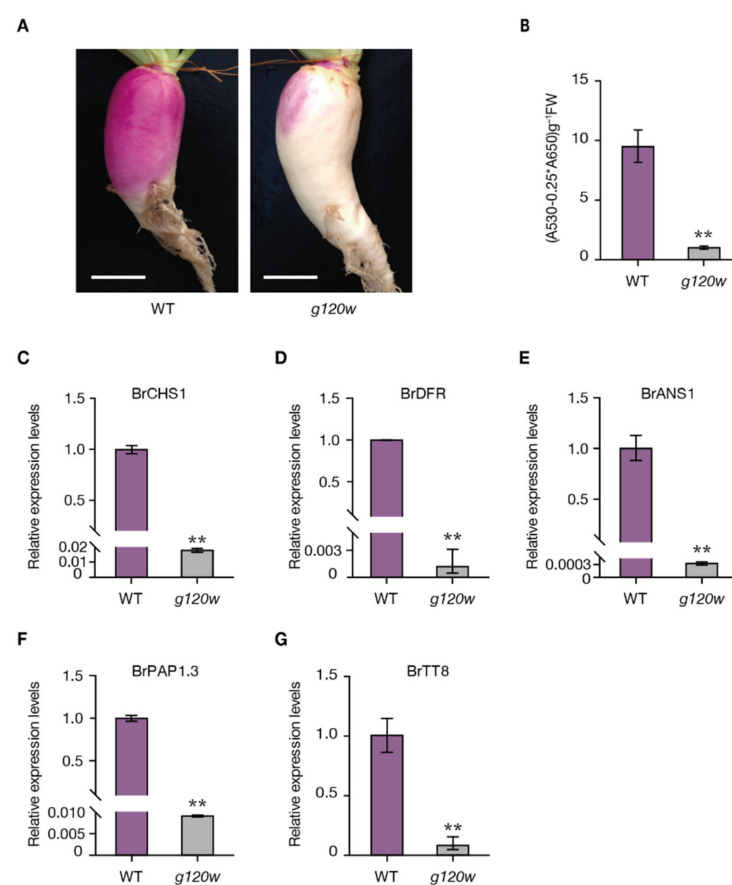 A
WT
g120w
B
(A530-0.25*A650)g⁻¹FW
15
10
5
0
**
WT
g120w
C
BrCHS1
Relative expression levels
1.5
1.0
0.5
0.02
0.01
0
**
WT
g120w
D
BrDFR
Relative expression levels
1.5
1.0
0.003
0
**
WT
g120w
E
BrANS1
Relative expression levels
1.5
1.0
0.5
0.0003
0
**
WT
g120w
F
BrPAP1.3
Relative expression levels
1.5
1.0
0.5
0.010
0.005
0
**
WT
g120w
G
BrTT8
Relative expression levels
1.5
1.0
0.5
0
**
WT
g120w